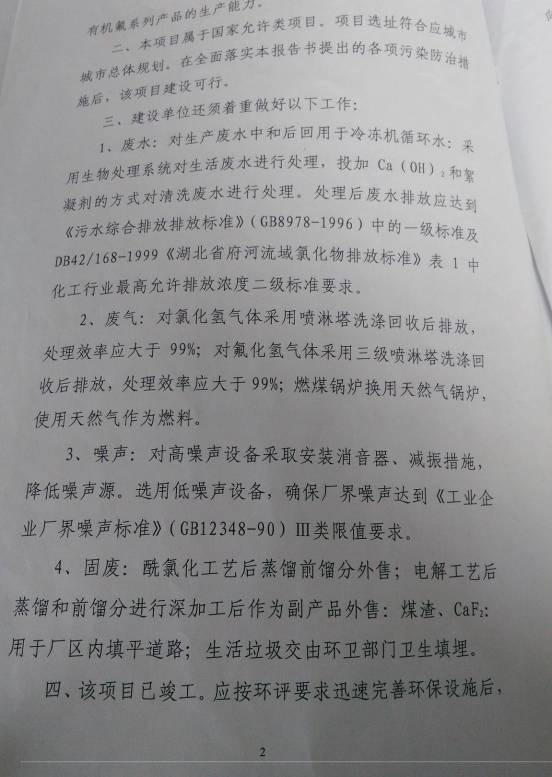 有机氟系列产品的生产能力。
二、本项目属于国家允许类项目。项目选址符合应城市
城市总体规划。在全面落实本报告书提出的各项污染防治措
施后，该项目建设可行。
三、建设单位还须着重做好以下工作：
1、废水：对生产废水中和后回用于冷冻机循环水：采
用生物处理系统对生活废水进行处理，投加 Ca（OH）₂和絮
凝剂的方式对清洗废水进行处理。处理后废水排放应达到
《污水综合排放排放标准》（GB8978-1996）中的一级标准及
DB42/168-1999《湖北省府河流域氯化物排放标准》表 1 中
化工行业最高允许排放浓度二级标准要求。
2、废气：对氯化氢气体采用喷淋塔洗涤回收后排放，
处理效率应大于 99%；对氟化氢气体采用三级喷淋塔洗涤回
收后排放，处理效率应大于 99%；燃煤锅炉换用天然气锅炉，
使用天然气作为燃料。
3、噪声：对高噪声设备采取安装消音器、减振措施，
降低噪声源。选用低噪声设备，确保厂界噪声达到《工业企
业厂界噪声标准》（GB12348-90）Ⅲ类限值要求。
4、固废：酰氯化工艺后蒸馏前馏分外售；电解工艺后
蒸馏和前馏分进行深加工后作为副产品外售：煤渣、CaF₂:
用于厂区内填平道路；生活垃圾交由环卫部门卫生填埋。
四、该项目已竣工。应按环评要求迅速完善环保设施后，
2